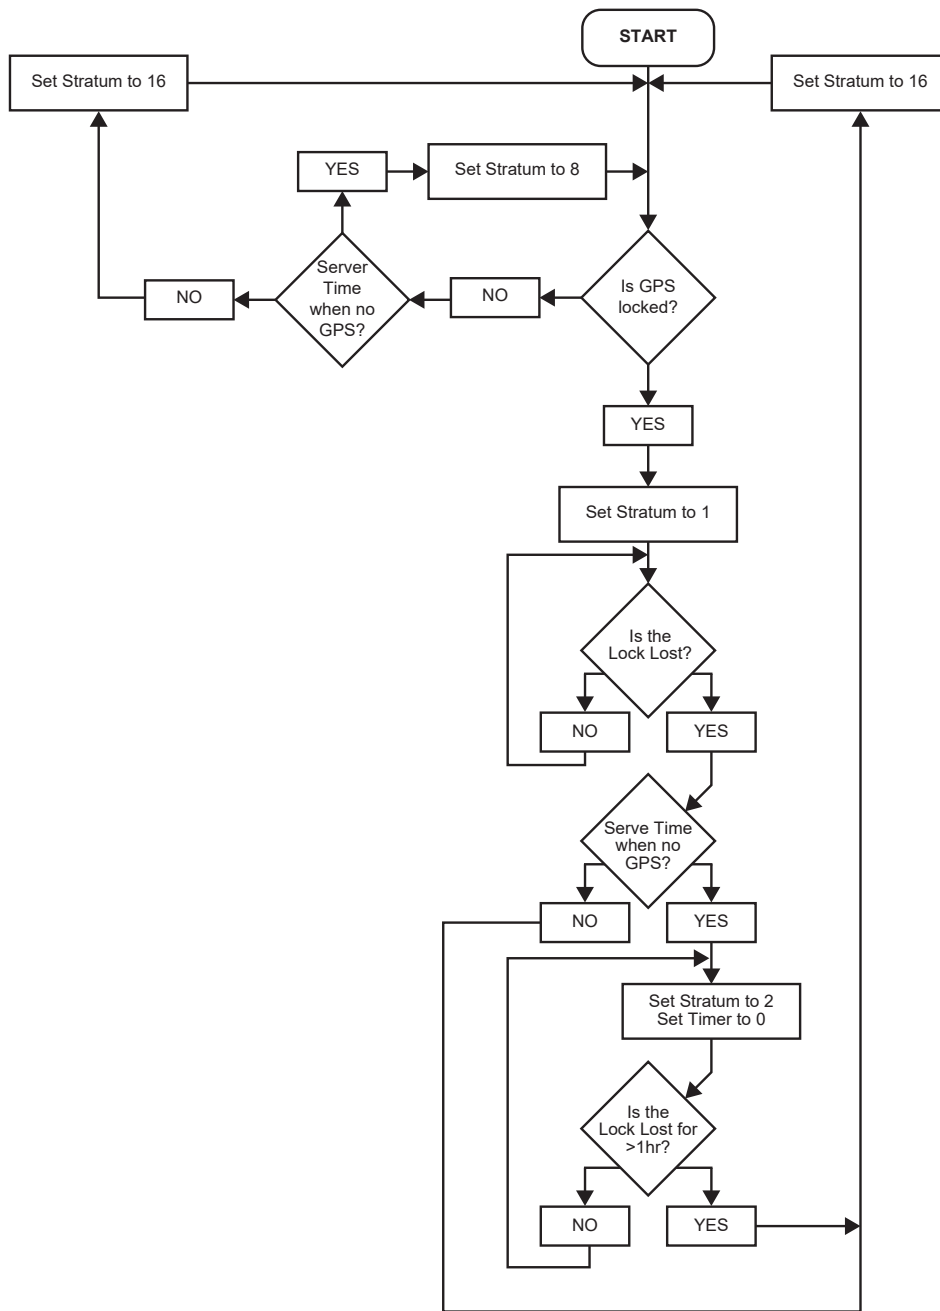 START
Set Stratum to 16
Set Stratum to 16
YES
Set Stratum to 8
Server
Time
when no
GPS?
NO
NO
Is GPS
locked?
YES
Set Stratum to 1
Is the
Lock Lost?
NO
YES
Serve Time
when no
GPS?
NO
YES
Set Stratum to 2
Set Timer to 0
Is the
Lock Lost for
>1hr?
NO
YES